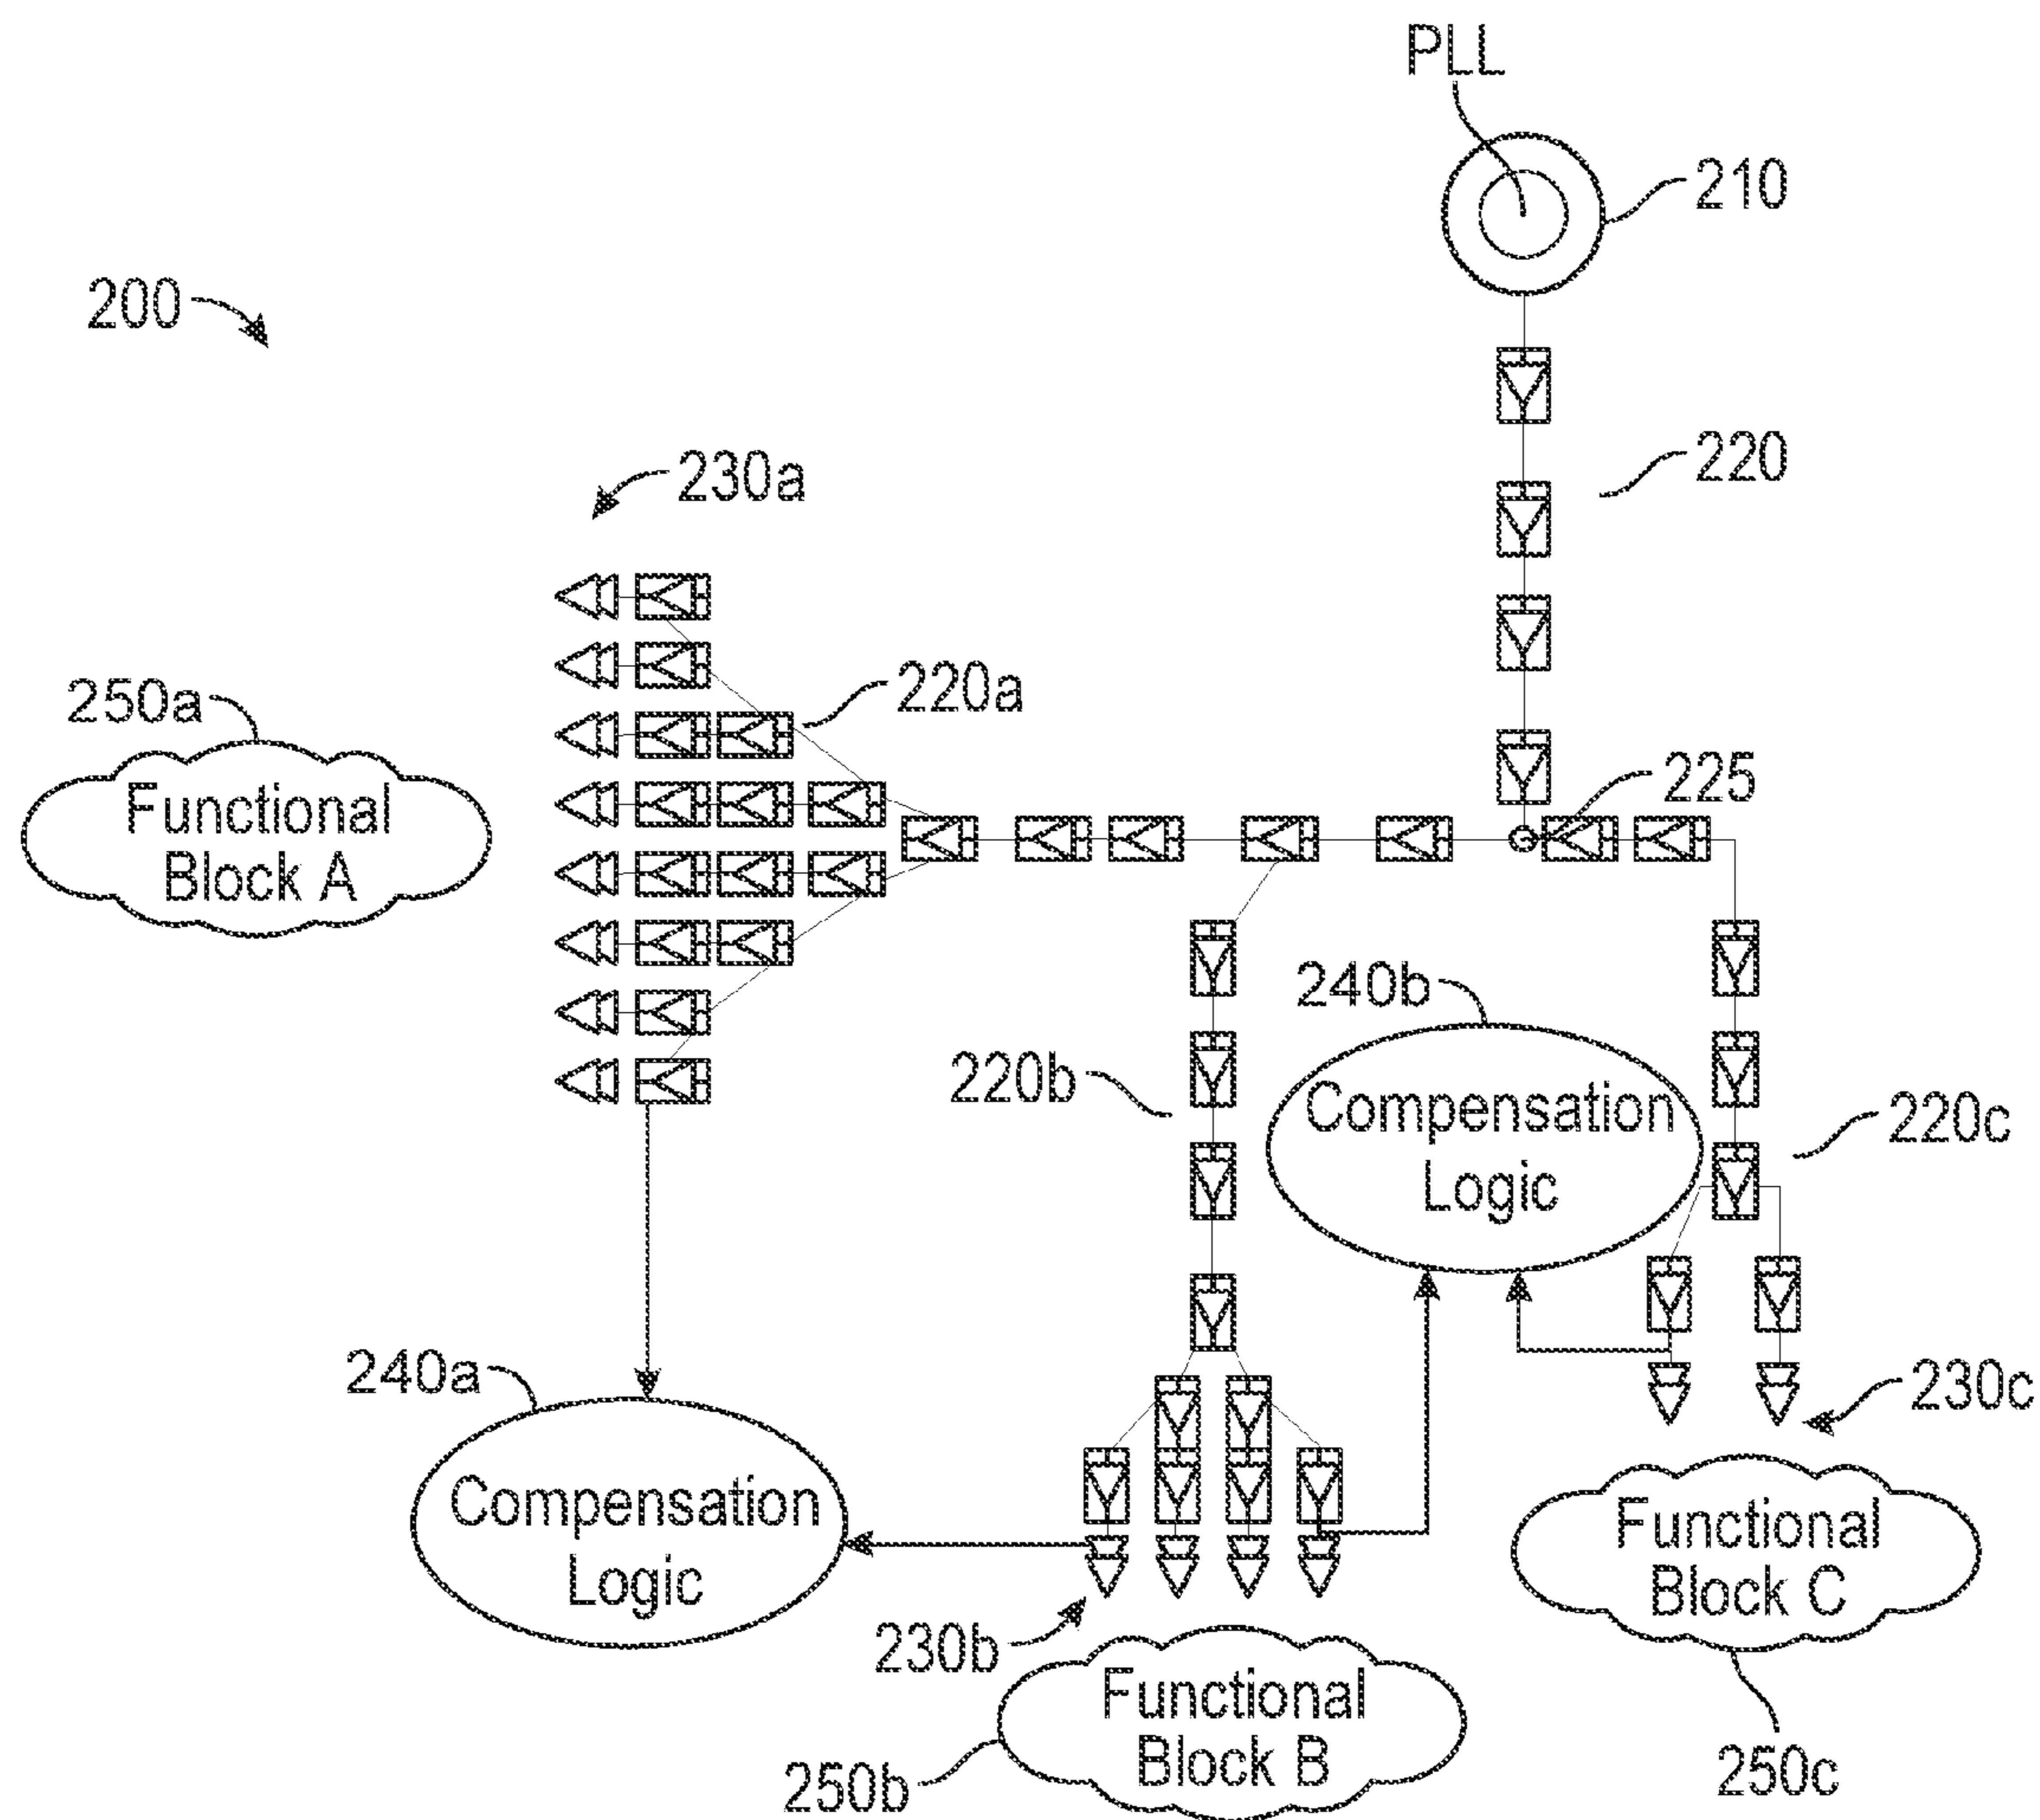 PLL
210
200
220
230a
220a
250a
Functional
Block A
225
240b
Compensation
Logic
220b
220c
240a
Compensation
Logic
230c
Functional
Block C
230b
Functional
Block B
250b
250c